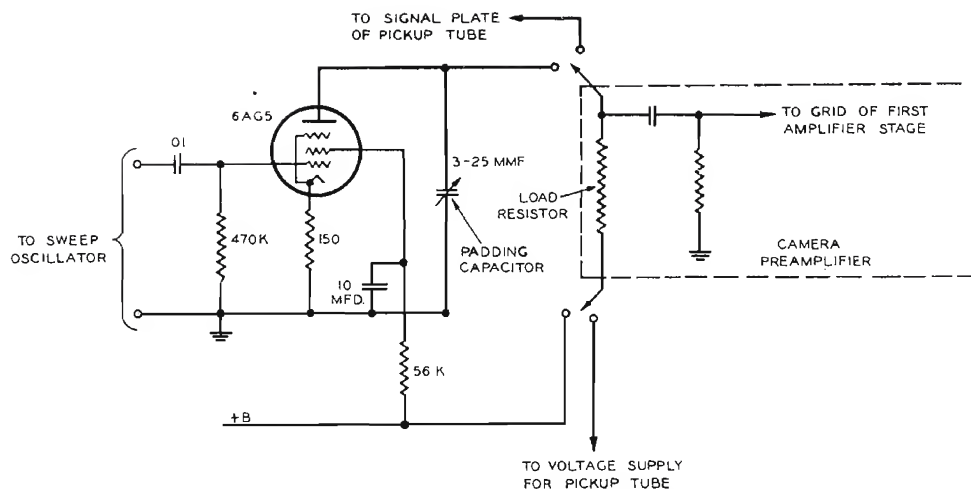 TO SIGNAL PLATE
OF PICKUP TUBE
6AG5
TO GRID OF FIRST
AMPLIFIER STAGE
01
3-25 MMF
LOAD
RESISTOR
TO SWEEP
OSCILLATOR
470K
150
PADDING
CAPACITOR
CAMERA
PREAMPLIFIER
10
MFD.
56 K
+B
TO VOLTAGE SUPPLY
FOR PICKUP TUBE